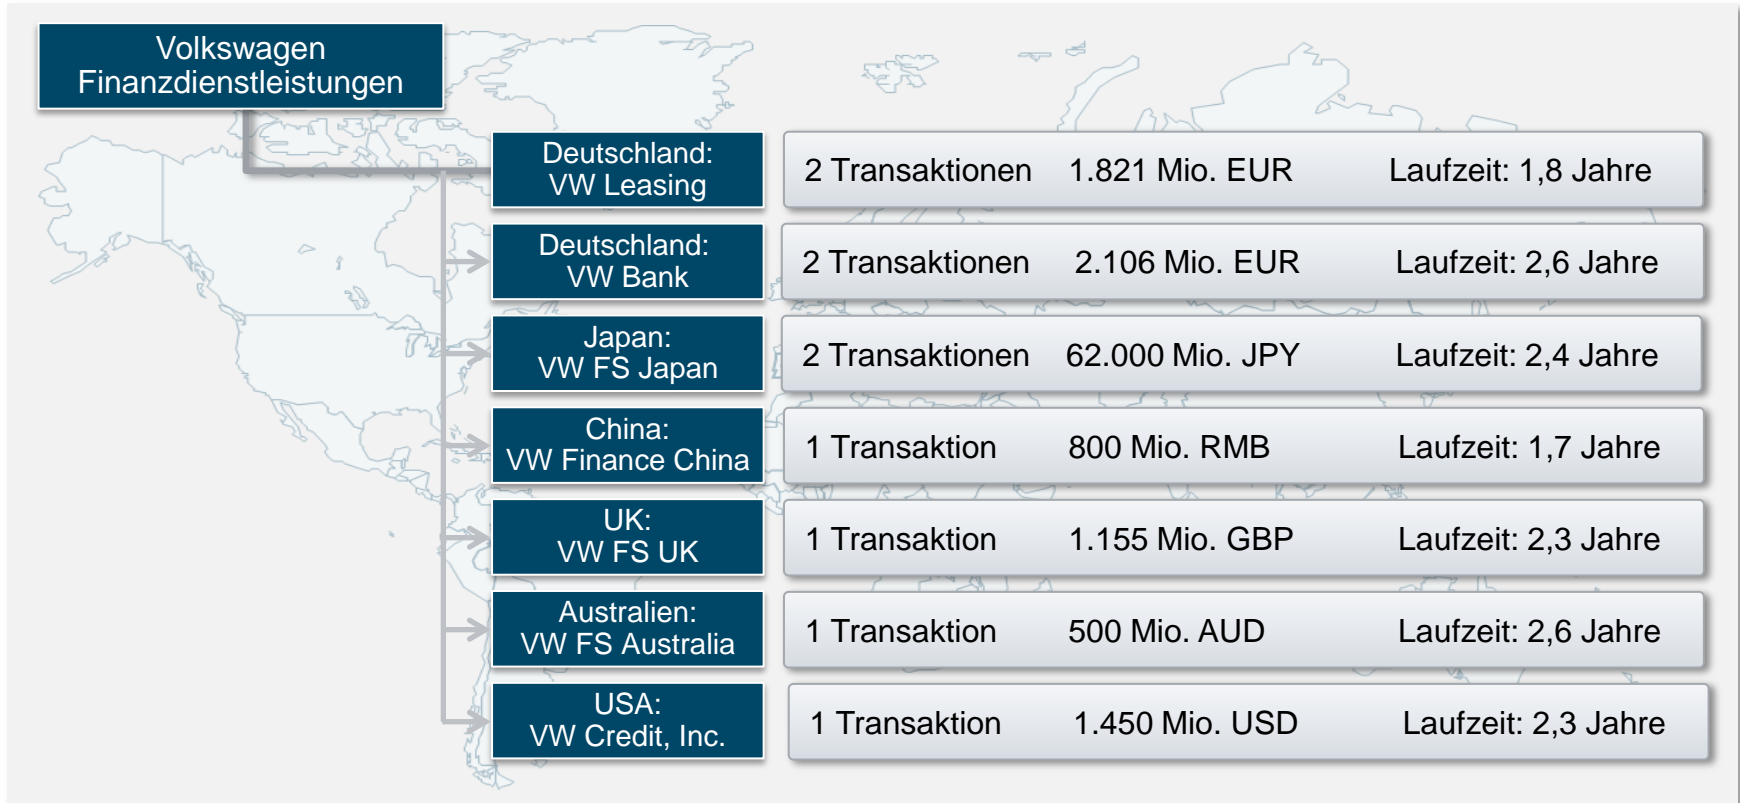 Volkswagen
Finanzdienstleistungen
Deutschland:
VW Leasing
2 Transaktionen 1.821 Mio. EUR Laufzeit: 1,8 Jahre
Deutschland:
VW Bank
2 Transaktionen 2.106 Mio. EUR Laufzeit: 2,6 Jahre
Japan:
VW FS Japan
2 Transaktionen 62.000 Mio. JPY Laufzeit: 2,4 Jahre
China:
VW Finance China
1 Transaktion 800 Mio. RMB Laufzeit: 1,7 Jahre
UK:
VW FS UK
1 Transaktion 1.155 Mio. GBP Laufzeit: 2,3 Jahre
Australien:
VW FS Australia
1 Transaktion 500 Mio. AUD Laufzeit: 2,6 Jahre
USA:
VW Credit, Inc.
1 Transaktion 1.450 Mio. USD Laufzeit: 2,3 Jahre